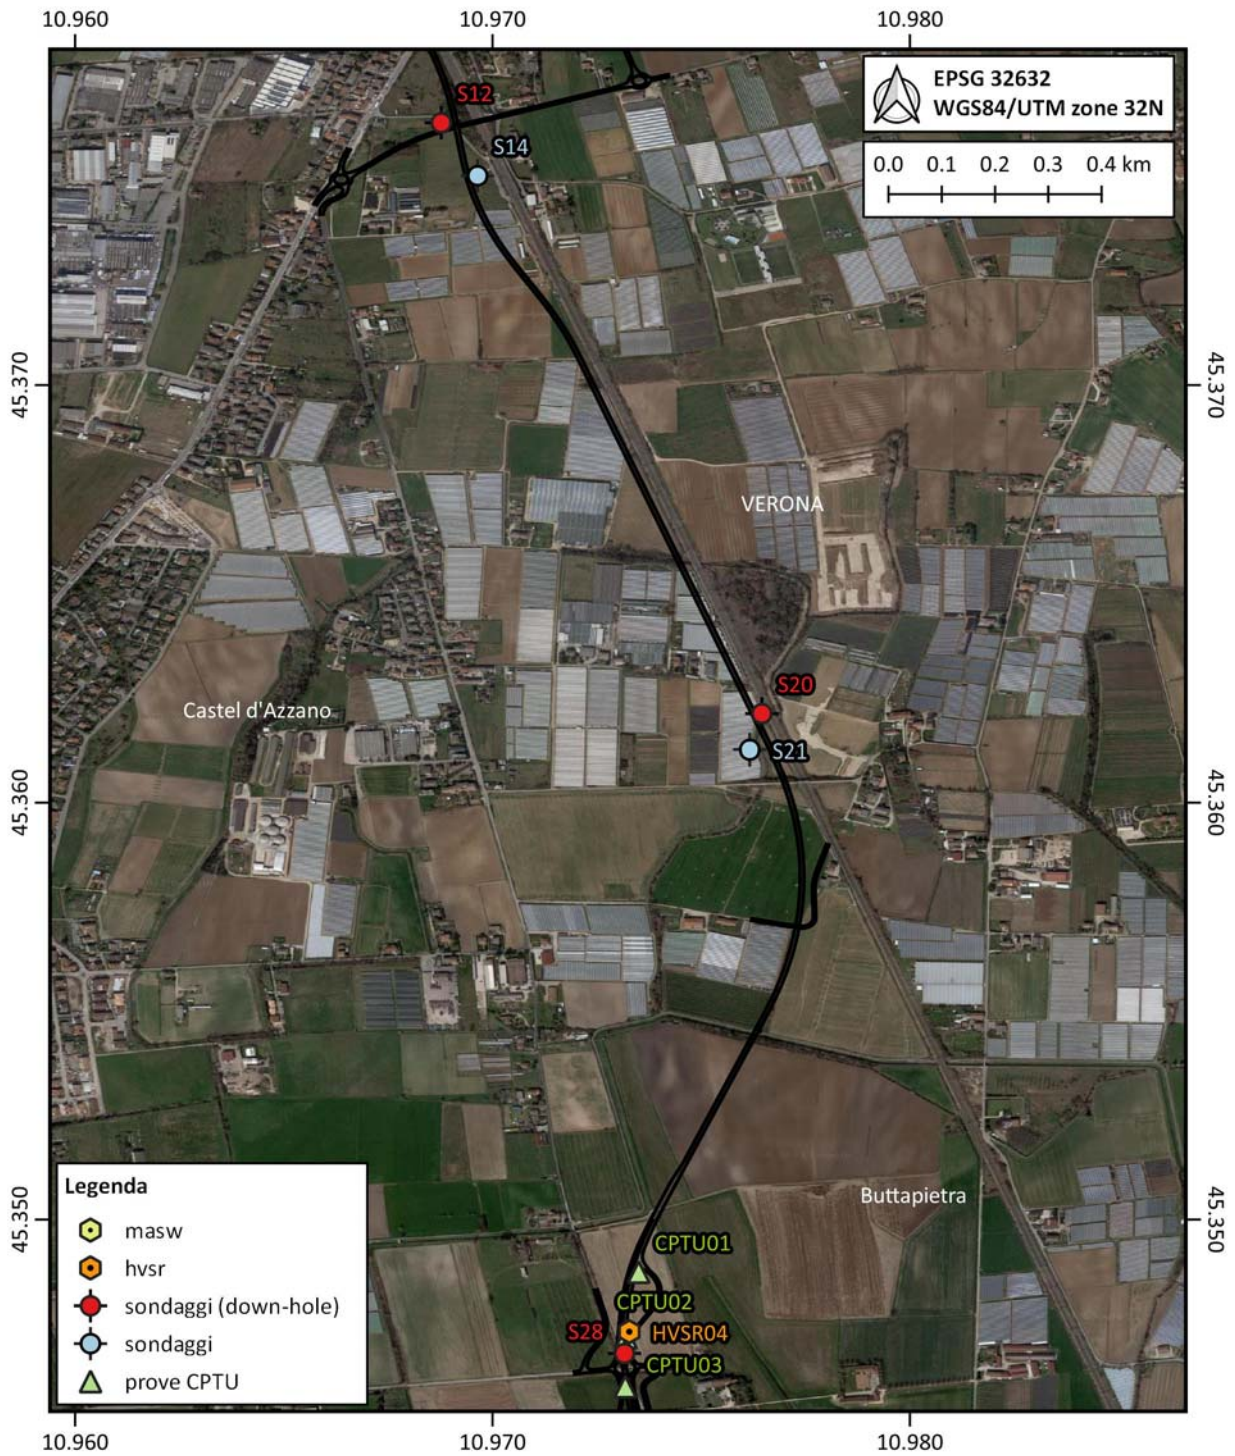 10.960
10.970
10.980
EPSG 32632
WGS84/UTM zone 32N
0.0 0.1 0.2 0.3 0.4 km
S12
S14
45.370
45.370
VERONA
S20
Castel d'Azzano
S21
45.360
45.360
Buttapietra
45.350
45.350
CPTU01
CPTU02
S28
HVSR04
CPTU03
Legenda
masw
hvsr
sondaggi (down-hole)
sondaggi
prove CPTU
10.960
10.970
10.980